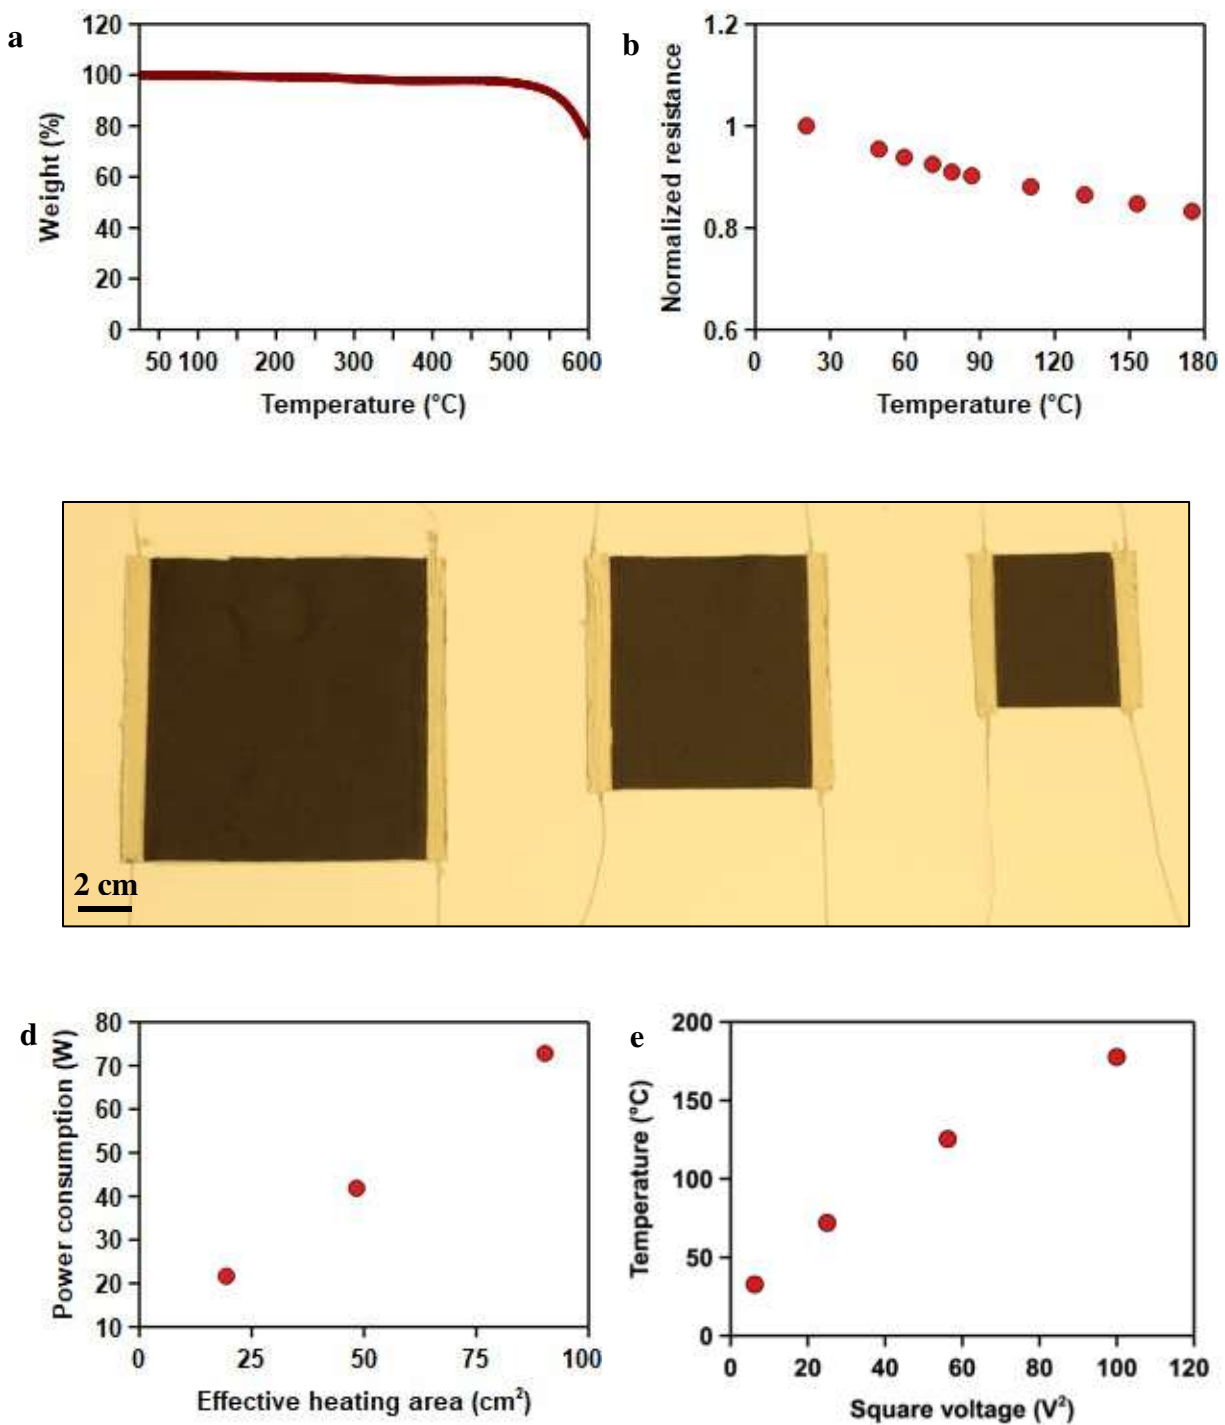 a
120
100
80
60
40
20
0
Weight (%)
50 100 200 300 400 500 600
Temperature (°C)
b
1.2
1
0.8
0.6
Normalized resistance
0 30 60 90 120 150 180
Temperature (°C)
2 cm
d
80
70
60
50
40
30
20
10
Power consumption (W)
0 25 50 75 100
Effective heating area (cm²)
e
200
150
100
50
0
Temperature (°C)
0 20 40 60 80 100 120
Square voltage (V²)